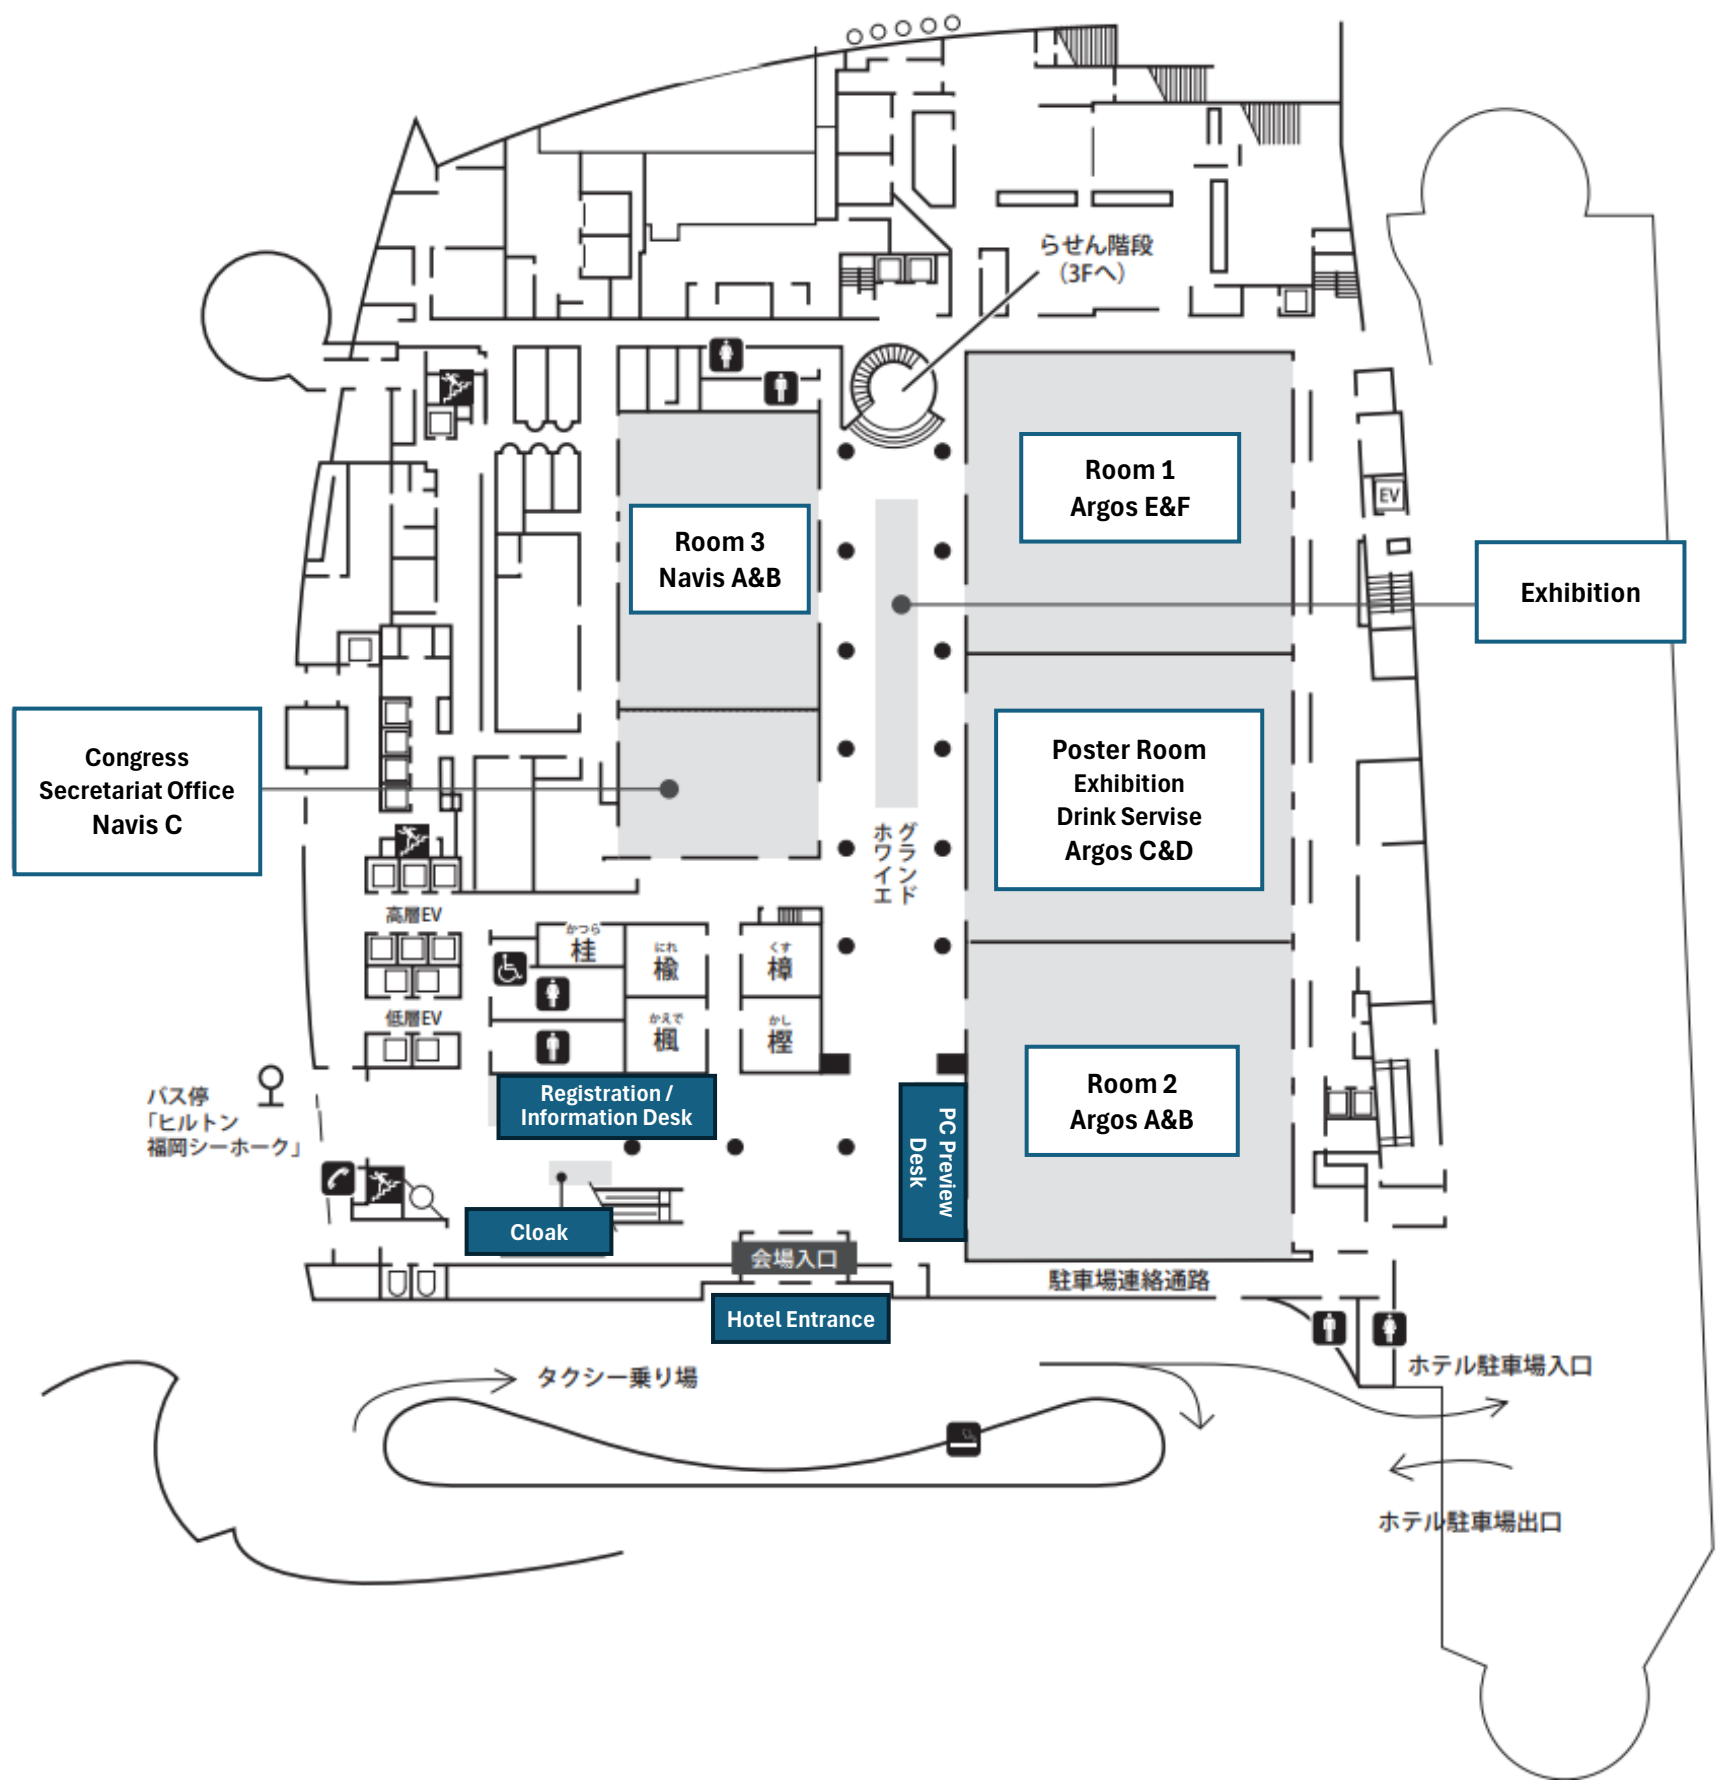 らせん階段
(3Fへ)
Room 1
Argos E&F
EV
Room 3
Navis A&B
Exhibition
Congress
Secretariat Office
Navis C
Poster Room
Exhibition
Drink Servise
Argos C&D
グランド
ホワイエ
高層EV
かつら
桂
にれ
楡
くす
樟
低層EV
かえで
楓
かし
樫
Room 2
Argos A&B
バス停
「ヒルトン
福岡シーホーク」
Registration /
Information Desk
PC Preview
Desk
Cloak
会場入口
駐車場連絡通路
Hotel Entrance
タクシー乗り場
ホテル駐車場入口
ホテル駐車場出口